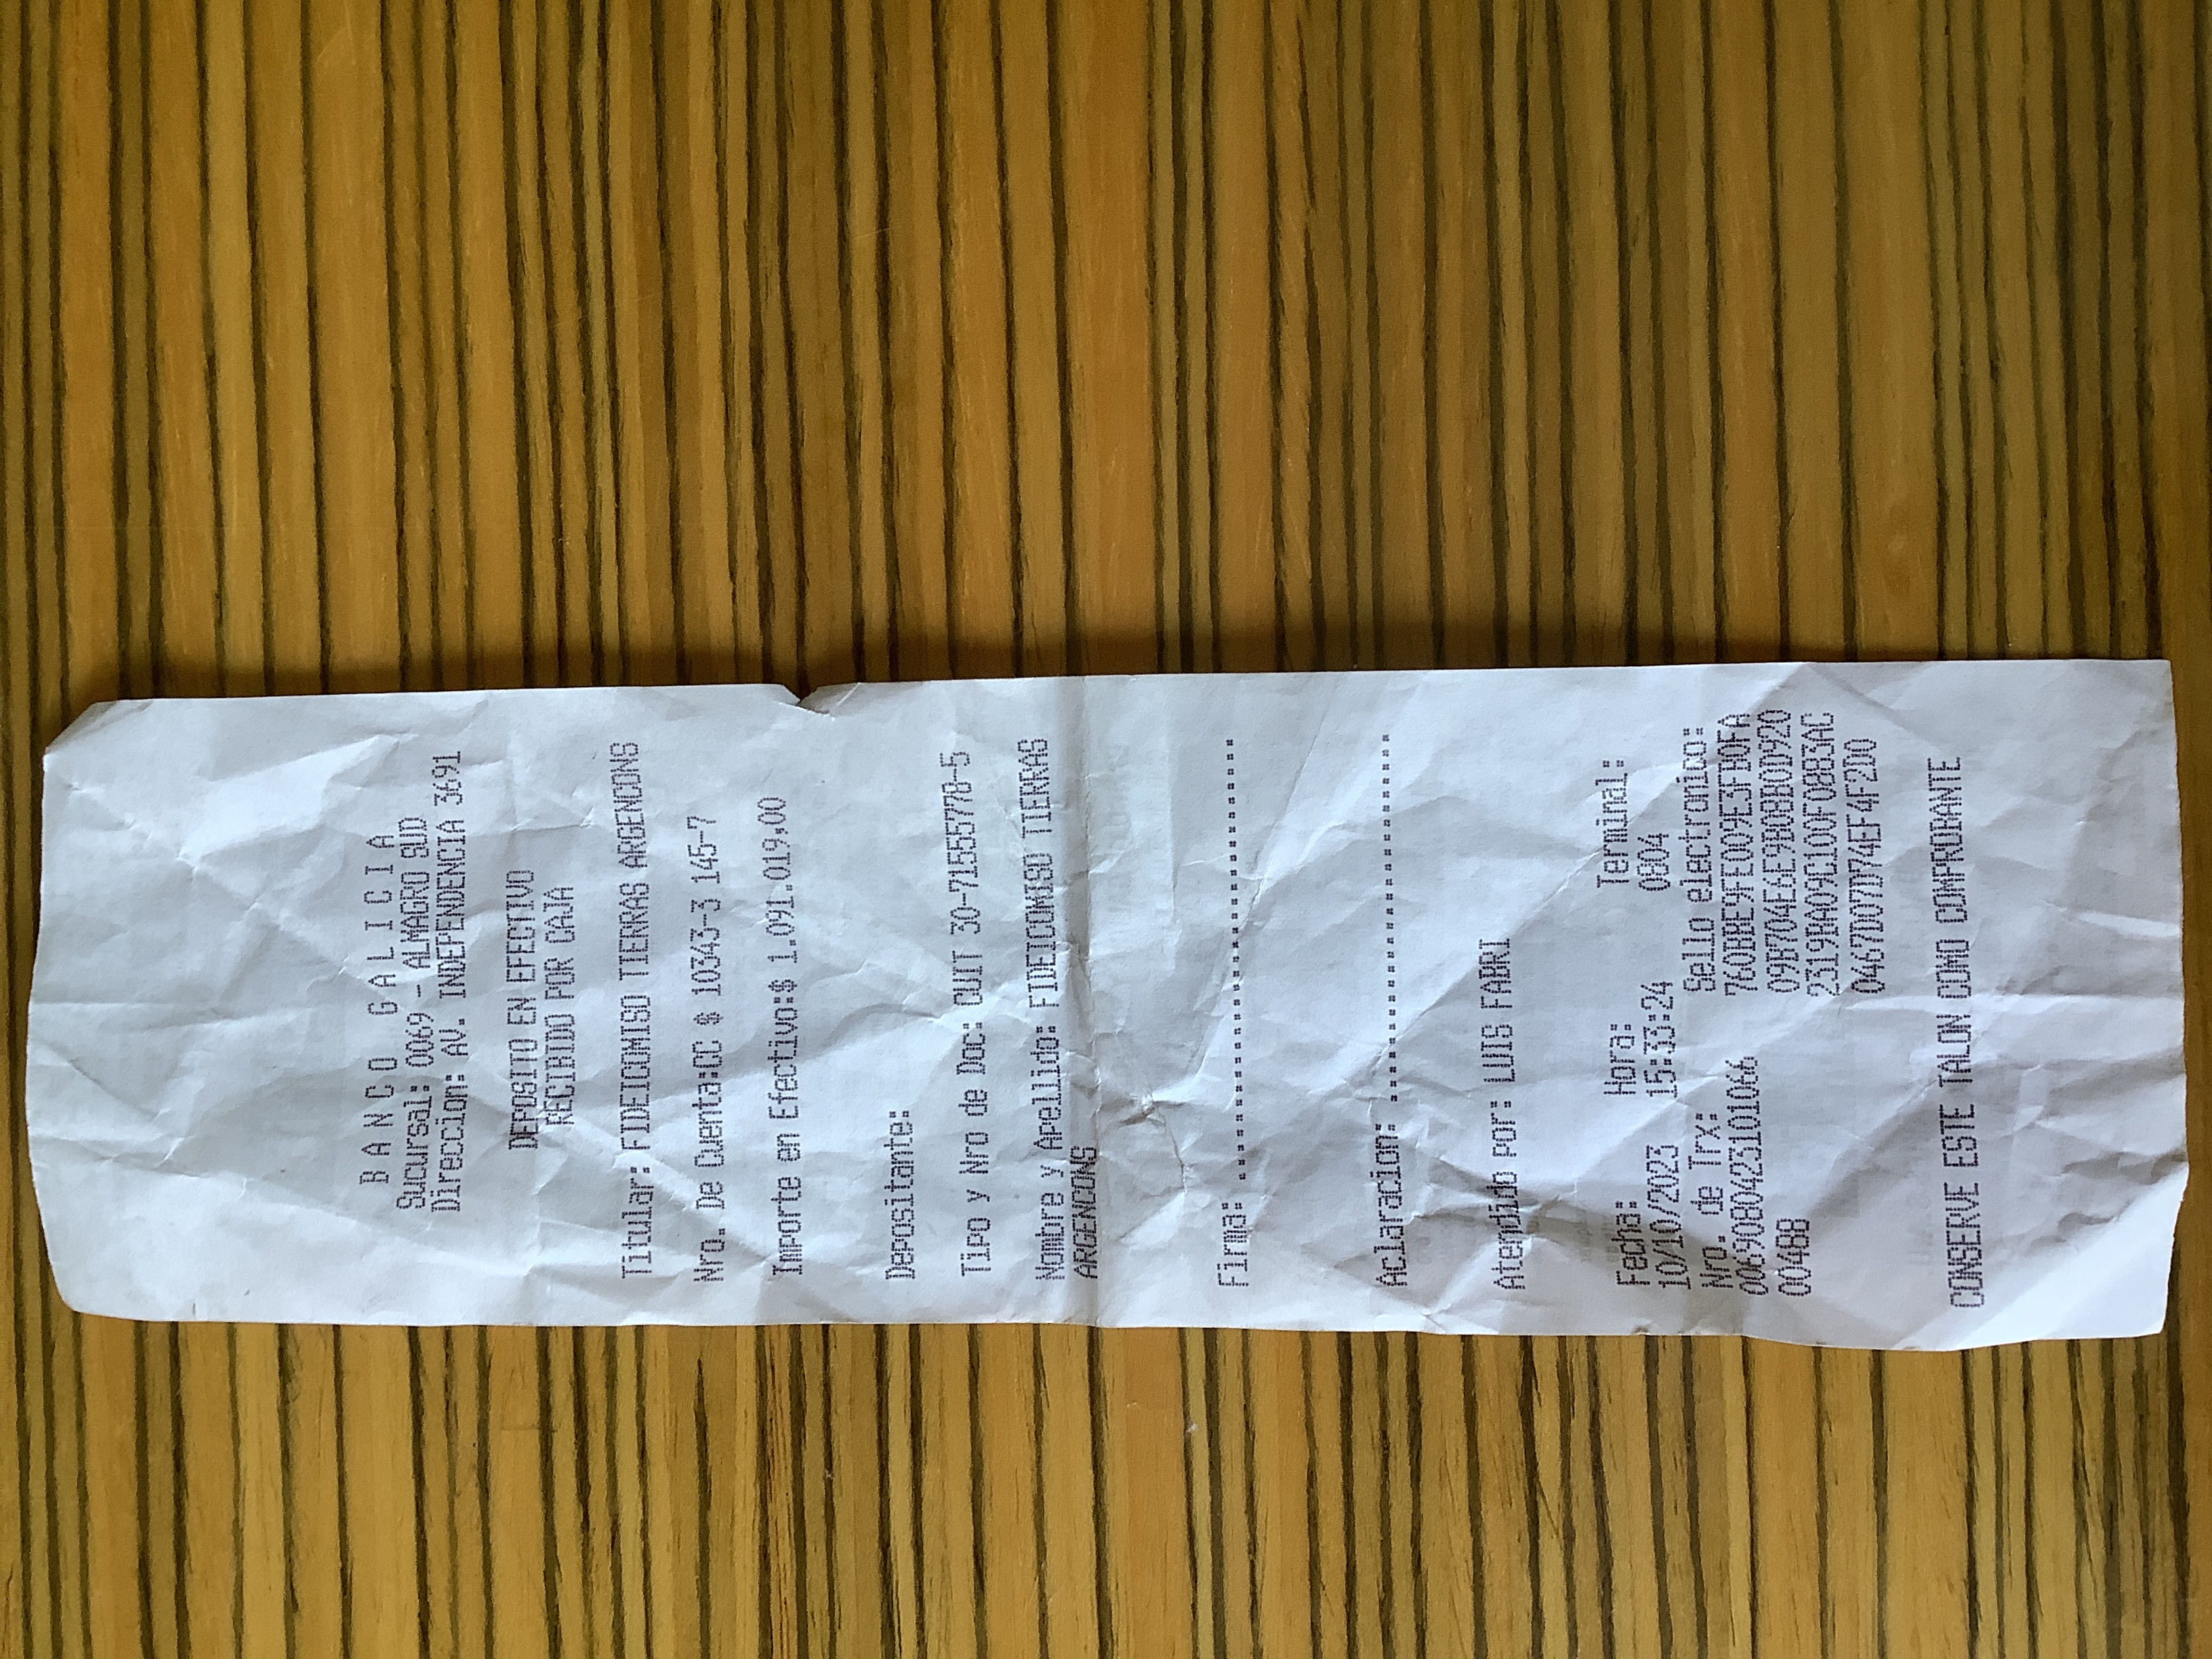 BANCO GALICIA
Sucursal: 0069 - ALMAGRO SUD
Direccion: AV. INDEPENDENCIA 3691
DEPOSITO EN EFECTIVO
RECIBIDO POR CAJA
Titular: FIDEICOMISO TIERRAS ARGENCONS
Nro. De Cuenta:CC $ 10343-3 145-7
Importe en Efectivo:$ 1.091.019,00
Depositante:
Tipo y Nro de Doc: CUIT 30-71555778-5
Nombre y Apellido: FIDEICOMISO TIERRAS
ARGENCONS
Firma:
Aclaracion:
Atendido por: LUIS FABRI
Fecha: Hora: Terminal:
10/10/2023 15:33:24 0804
Nro. de Trx: Sello electronico:
0069080423101066 760BBE9FE009E3FB0FA
00488 09B704E6E9B08B0D920
2319BA09C1D0F0883AC
0467D07D74EF4F2D0
CONSERVE ESTE TALON COMO COMPROBANTE